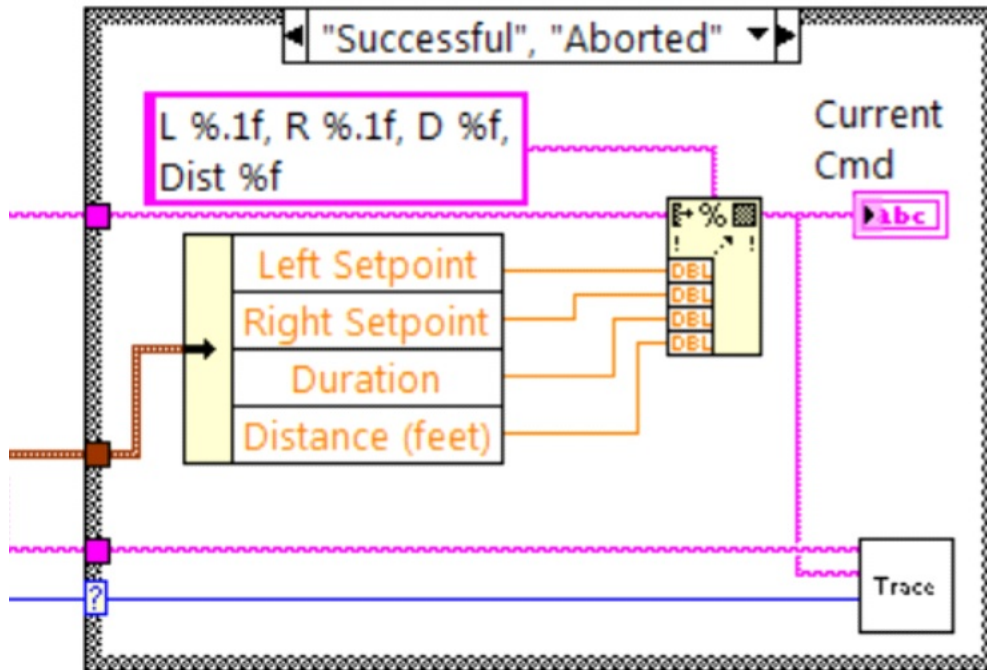 "Successful", "Aborted"
L %.1f, R %.1f, D %f,
Dist %f
Current
Cmd
abc
%
! !
Left Setpoint
DBL
Right Setpoint
DBL
Duration
DBL
Distance (feet)
DBL
?
Trace